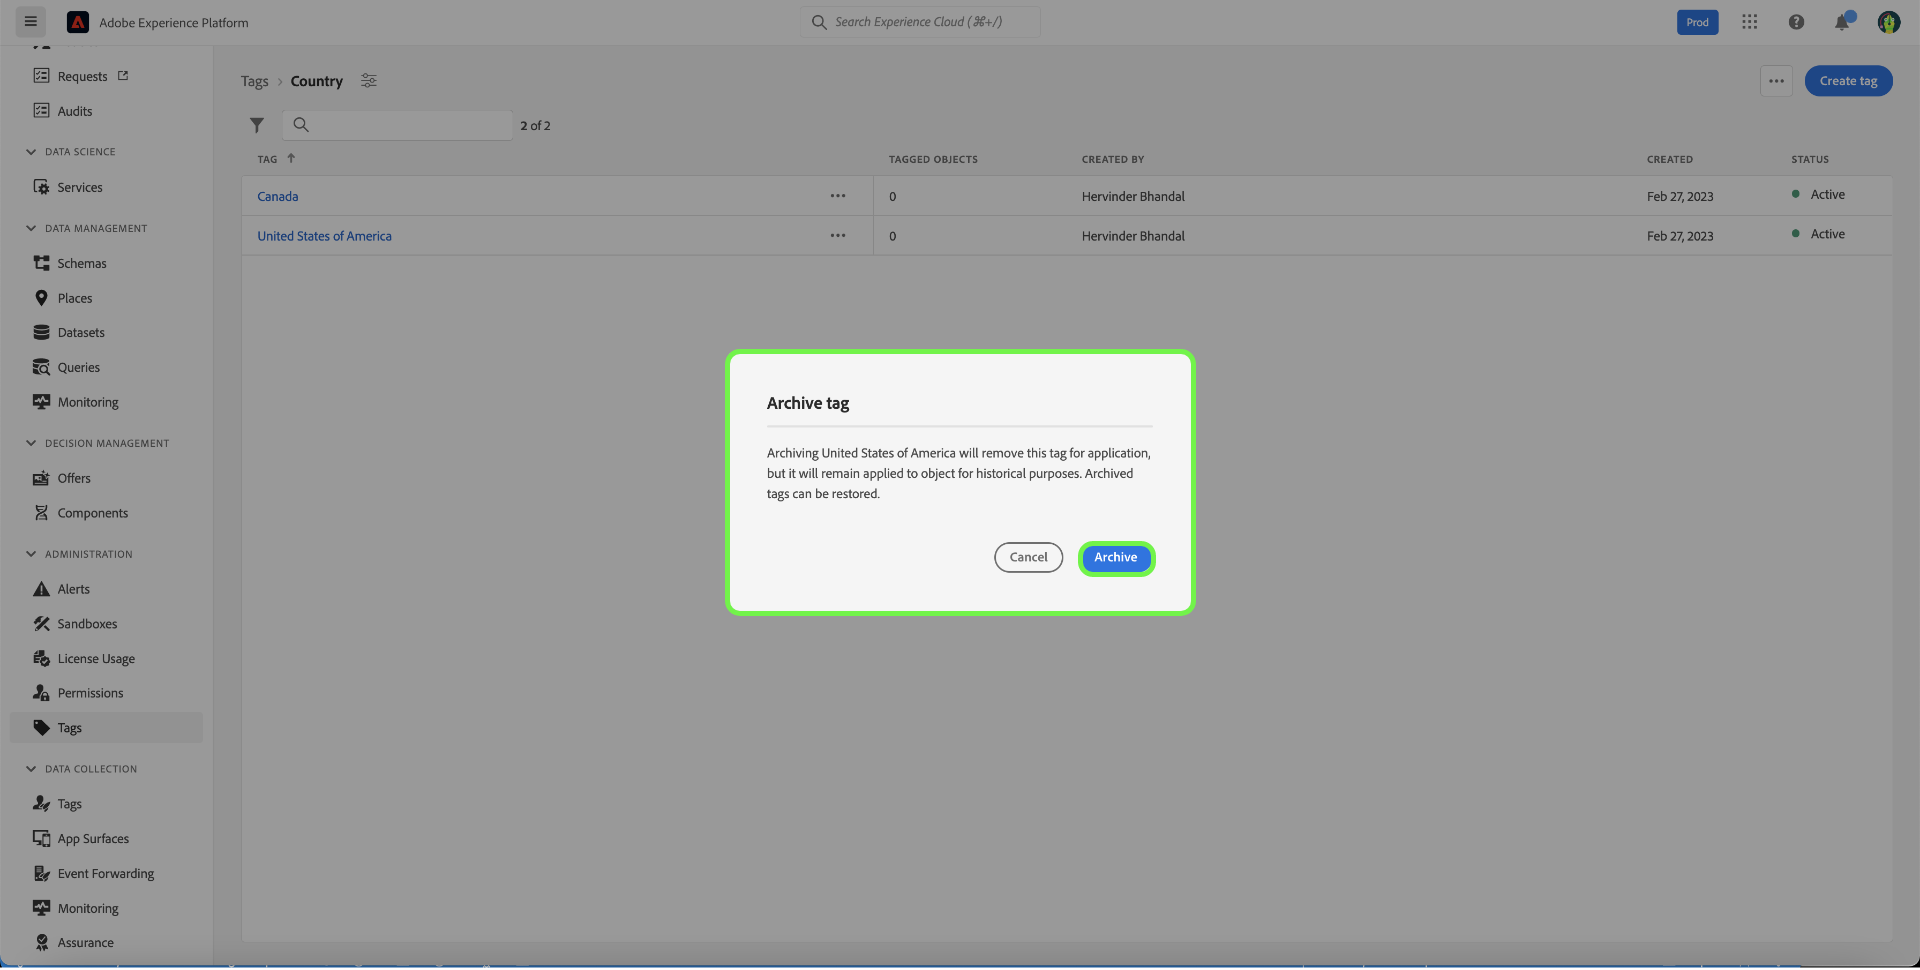 Adobe Experience Platform
Search Experience Cloud (⌘+/)
Prod
Requests
Audits
DATA SCIENCE
Services
DATA MANAGEMENT
Schemas
Places
Datasets
Queries
Monitoring
DECISION MANAGEMENT
Offers
Components
ADMINISTRATION
Alerts
Sandboxes
License Usage
Permissions
Tags
DATA COLLECTION
Tags
App Surfaces
Event Forwarding
Monitoring
Assurance
Tags › Country
Create tag
2 of 2
TAG TAGGED OBJECTS CREATED BY CREATED STATUS
Canada 0 Hervinder Bhandal Feb 27, 2023 Active
United States of America 0 Hervinder Bhandal Feb 27, 2023 Active
Archive tag
Archiving United States of America will remove this tag for application,
but it will remain applied to object for historical purposes. Archived
tags can be restored.
Cancel Archive